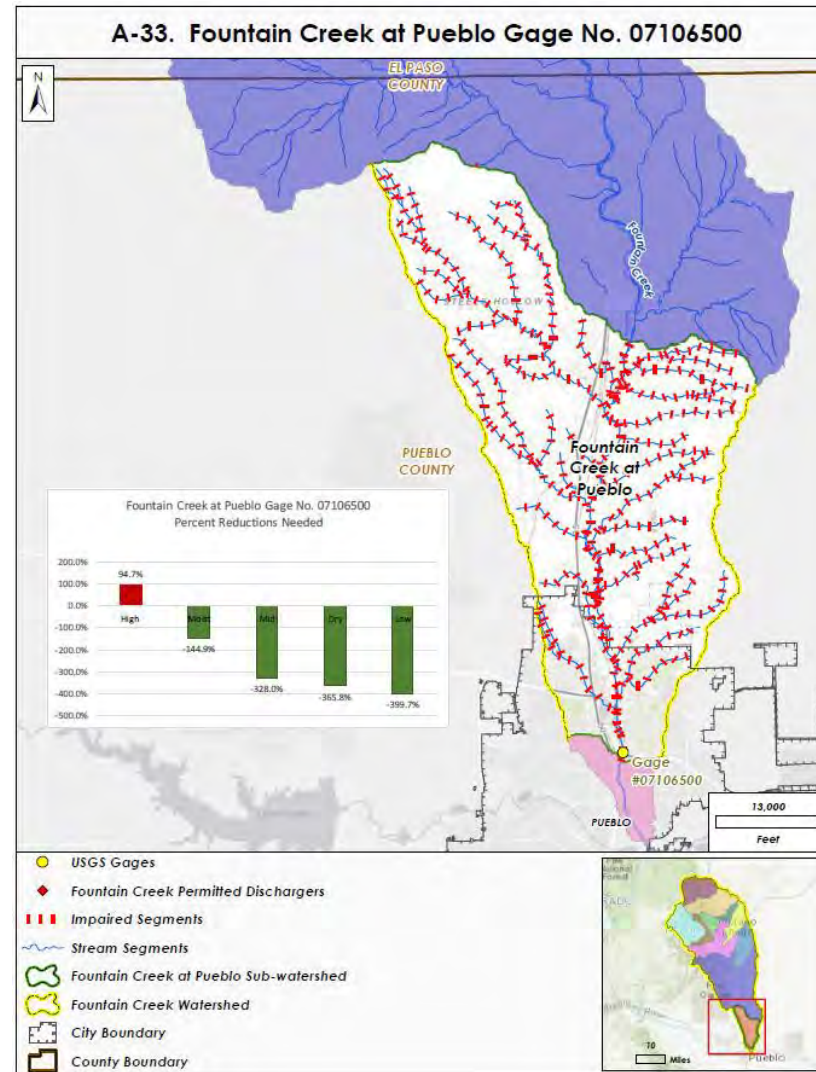 A-33. Fountain Creek at Pueblo Gage No. 07106500
N
EL PASO
COUNTY
Fountain Creek
STEELE HOLLOW
PUEBLO
COUNTY
Fountain
Creek at
Pueblo
Fountain Creek at Pueblo Gage No. 07106500
Percent Reductions Needed
200.0%
100.0%
0.0%
-100.0%
-200.0%
-300.0%
-400.0%
-500.0%
94.7%
High
Moist
Mid
Dry
Low
-144.9%
-328.0%
-365.8%
-399.7%
Gage
#07106500
PUEBLO
13,000
Feet
USGS Gages
Fountain Creek Permitted Dischargers
Impaired Segments
Stream Segments
Fountain Creek at Pueblo Sub-watershed
Fountain Creek Watershed
City Boundary
County Boundary
10
Miles
Pueblo